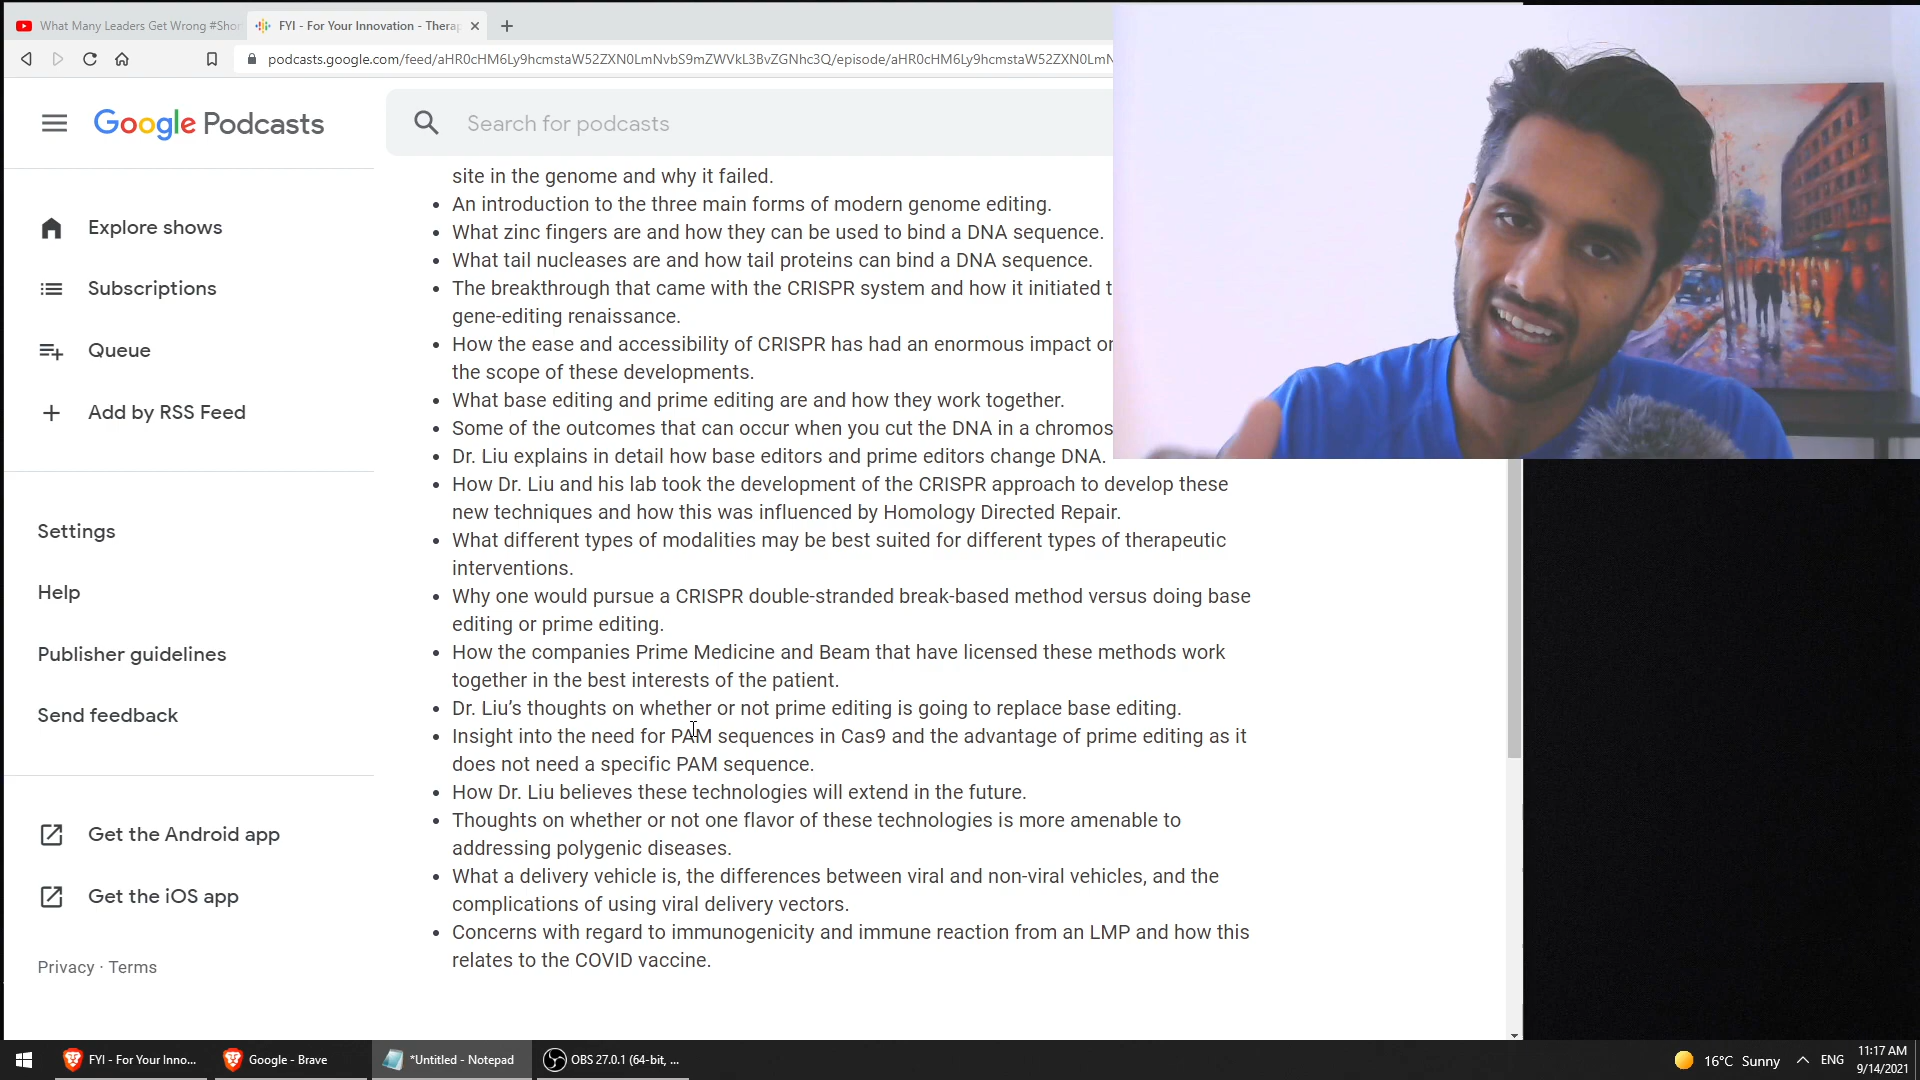 What Many Leaders Get Wrong #Shor
FYI - For Your Innovation - Therap
podcasts.google.com/feed/aHR0cHM6Ly9hcmstaW52ZXN0LmNvbS9mZWVkL3BvZGNhc3Q/episode/aHR0cHM6Ly9hcmstaW52ZXN0LmN
Google Podcasts
Search for podcasts
Explore shows
Subscriptions
Queue
Add by RSS Feed
Settings
Help
Publisher guidelines
Send feedback
Get the Android app
Get the iOS app
Privacy · Terms
site in the genome and why it failed.
• An introduction to the three main forms of modern genome editing.
• What zinc fingers are and how they can be used to bind a DNA sequence.
• What tail nucleases are and how tail proteins can bind a DNA sequence.
• The breakthrough that came with the CRISPR system and how it initiated t
gene-editing renaissance.
• How the ease and accessibility of CRISPR has had an enormous impact or
the scope of these developments.
• What base editing and prime editing are and how they work together.
• Some of the outcomes that can occur when you cut the DNA in a chromos
• Dr. Liu explains in detail how base editors and prime editors change DNA.
• How Dr. Liu and his lab took the development of the CRISPR approach to develop these
new techniques and how this was influenced by Homology Directed Repair.
• What different types of modalities may be best suited for different types of therapeutic
interventions.
• Why one would pursue a CRISPR double-stranded break-based method versus doing base
editing or prime editing.
• How the companies Prime Medicine and Beam that have licensed these methods work
together in the best interests of the patient.
• Dr. Liu’s thoughts on whether or not prime editing is going to replace base editing.
• Insight into the need for PAM sequences in Cas9 and the advantage of prime editing as it
does not need a specific PAM sequence.
• How Dr. Liu believes these technologies will extend in the future.
• Thoughts on whether or not one flavor of these technologies is more amenable to
addressing polygenic diseases.
• What a delivery vehicle is, the differences between viral and non-viral vehicles, and the
complications of using viral delivery vectors.
• Concerns with regard to immunogenicity and immune reaction from an LMP and how this
relates to the COVID vaccine.
FYI - For Your Inno...
Google - Brave
*Untitled - Notepad
OBS 27.0.1 (64-bit, ...
16°C Sunny
ENG
11:17 AM
9/14/2021